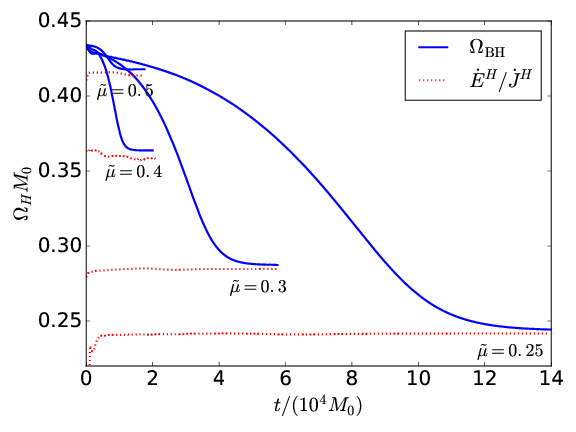 0.45
0.40
0.35
0.30
0.25
Ω_H M_0
Ω_BH
Ė^H/J̇^H
μ̃ = 0.5
μ̃ = 0.4
μ̃ = 0.3
μ̃ = 0.25
0 2 4 6 8 10 12 14
t/(10^4 M_0)